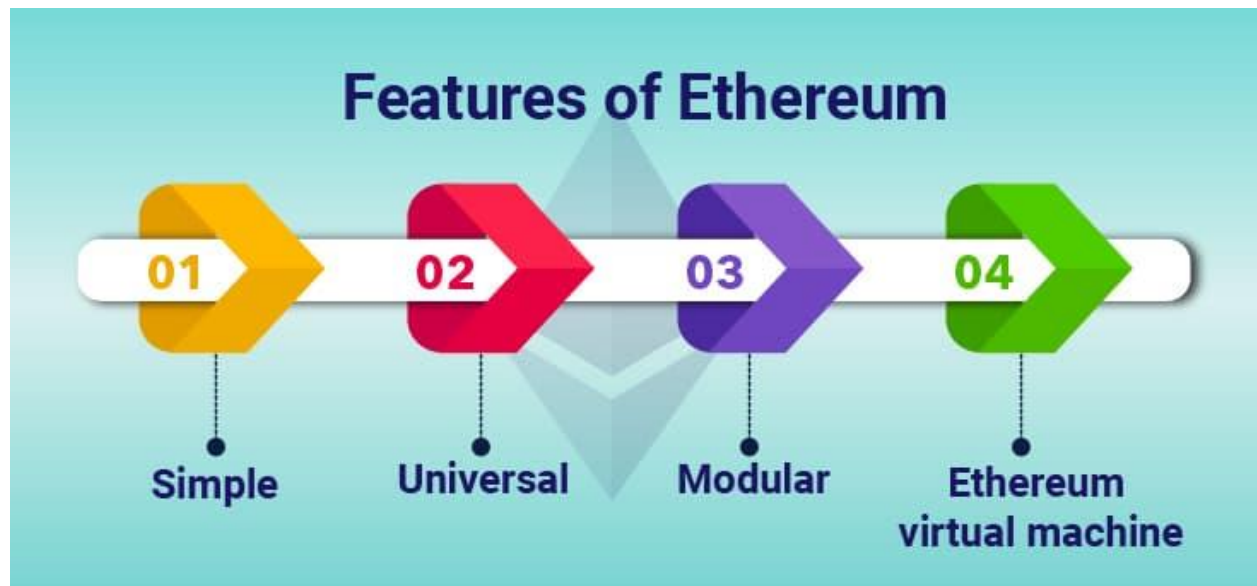 Features of Ethereum
01
02
03
04
Simple
Universal
Modular
Ethereum
virtual machine